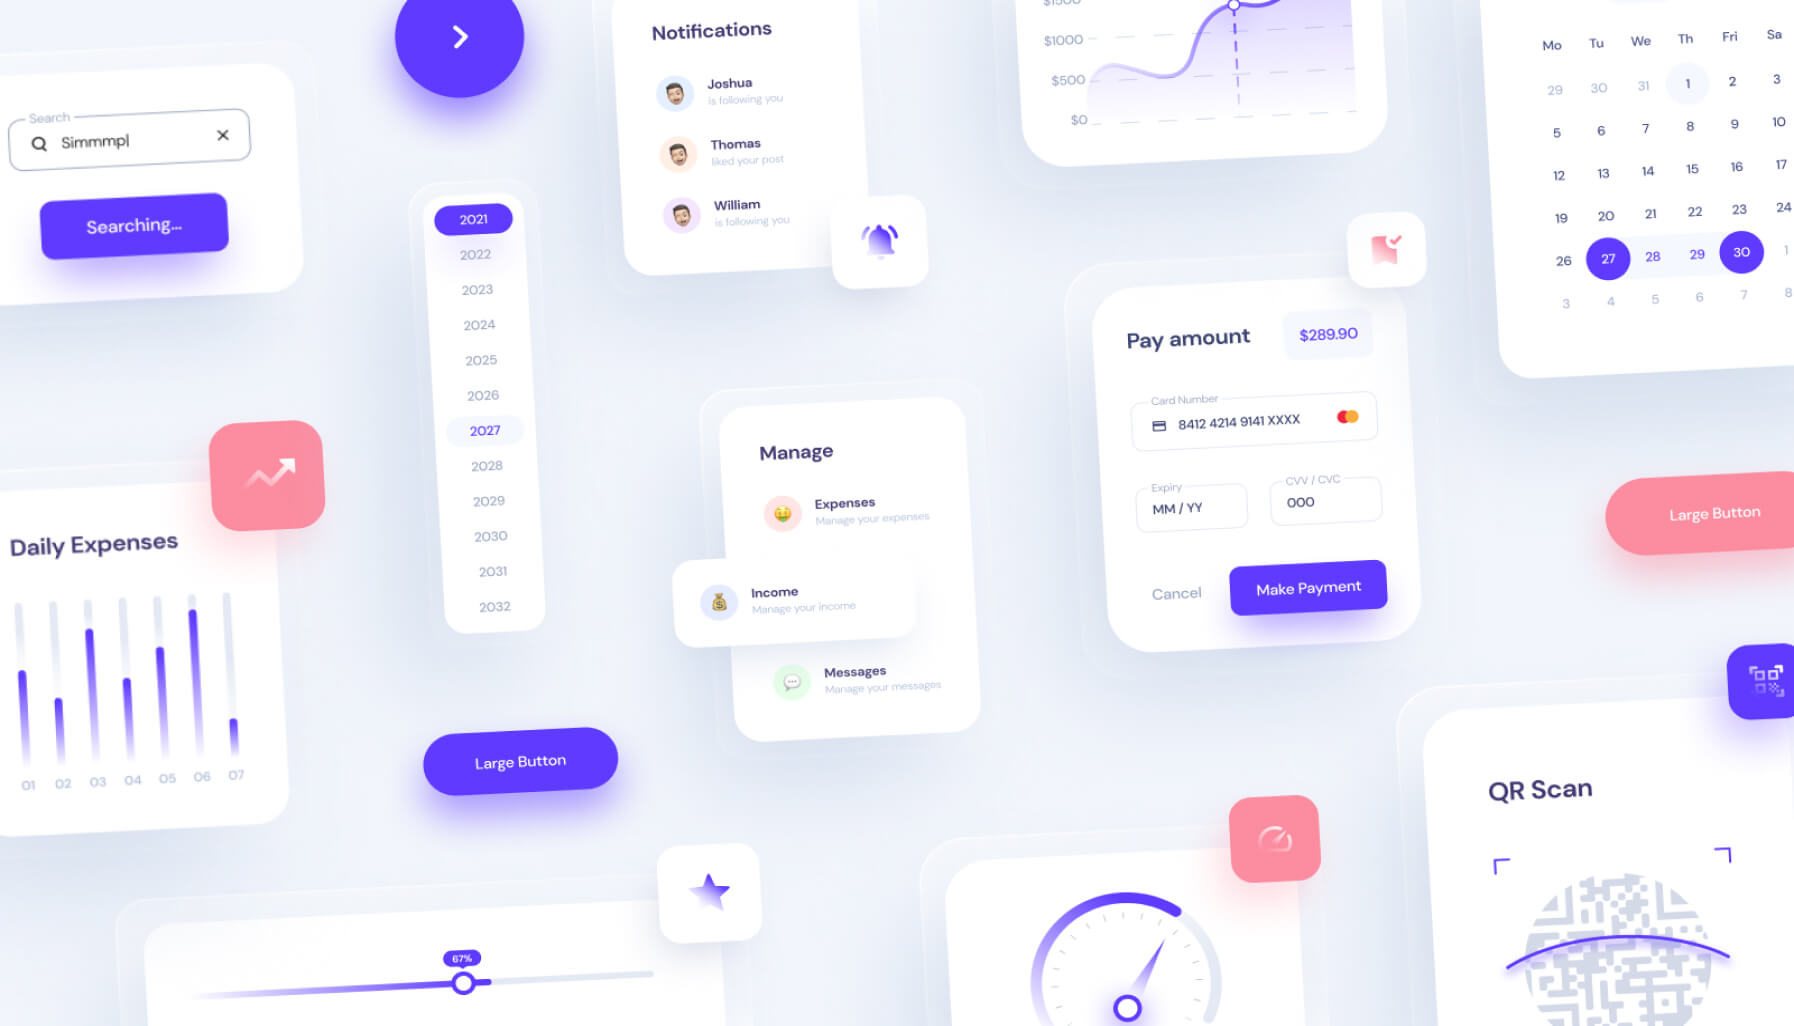 Search
Simmmpl
Searching...
Daily Expenses
01 02 03 04 05 06 07
2021
2022
2023
2024
2025
2026
2027
2028
2029
2030
2031
2032
Large Button
67%
Notifications
Joshua
is following you
Thomas
liked your post
William
is following you
Manage
Expenses
Manage your expenses
Income
Manage your income
Messages
Manage your messages
$1500
$1000
$500
$0
Pay amount
$289.90
Card Number
8412 4214 9141 XXXX
Expiry
MM / YY
CVV / CVC
000
Cancel
Make Payment
Mo Tu We Th Fri Sa
29 30 31 1 2 3
5 6 7 8 9 10
12 13 14 15 16 17
19 20 21 22 23 24
26 27 28 29 30 1
3 4 5 6 7 8
Large Button
QR Scan